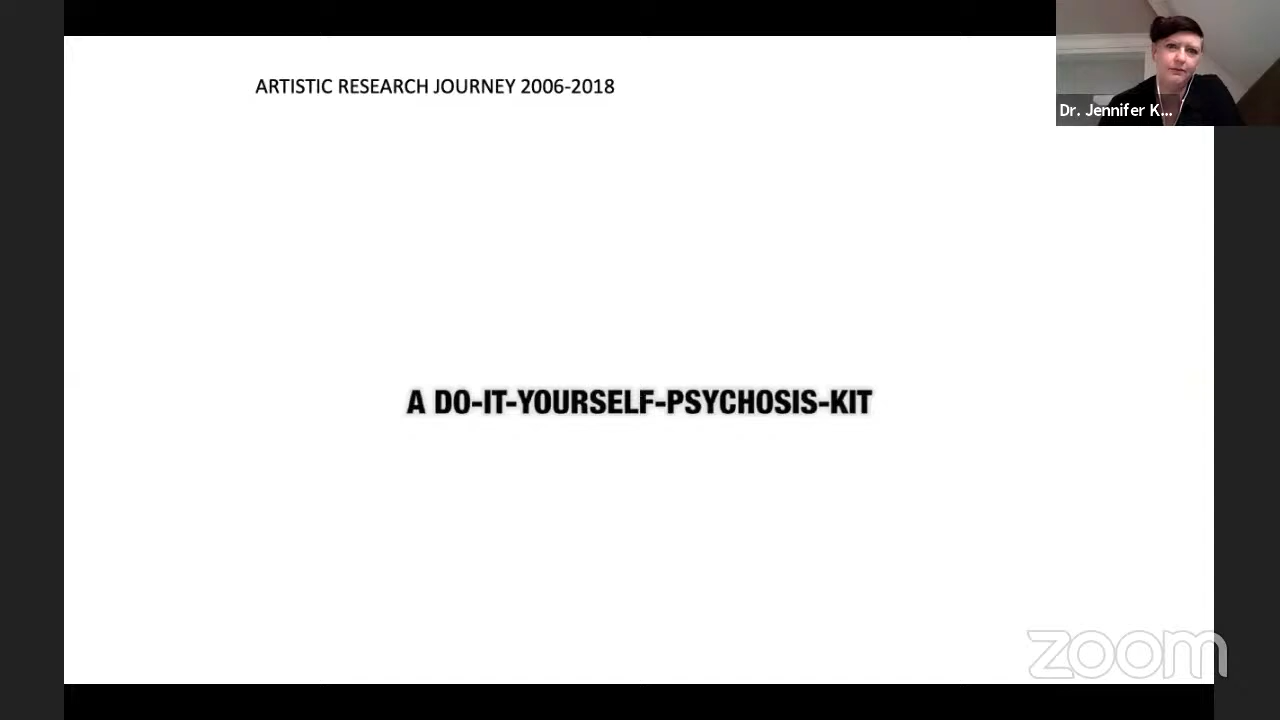 ARTISTIC RESEARCH JOURNEY 2006-2018
Dr. Jennifer K...
A DO-IT-YOURSELF-PSYCHOSIS-KIT
zoom